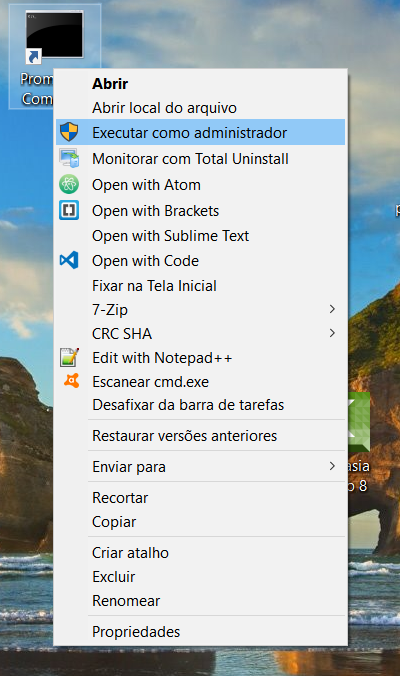 Abrir
Abrir local do arquivo
Executar como administrador
Monitorar com Total Uninstall
Open with Atom
Open with Brackets
Open with Sublime Text
Open with Code
Fixar na Tela Inicial
7-Zip
CRC SHA
Edit with Notepad++
Escanear cmd.exe
Desafixar da barra de tarefas
Restaurar versões anteriores
Enviar para
Recortar
Copiar
Criar atalho
Excluir
Renomear
Propriedades
Prom
Com
asia
o 8